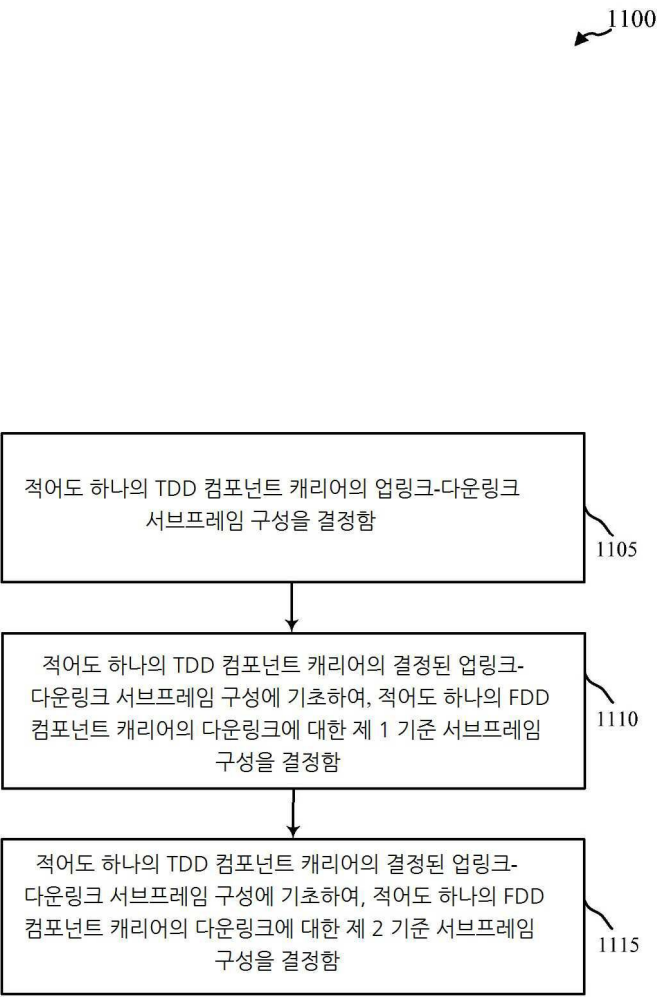 1100
적어도 하나의 TDD 컴포넌트 캐리어의 업링크-다운링크
서브프레임 구성을 결정함
1105
적어도 하나의 TDD 컴포넌트 캐리어의 결정된 업링크-
다운링크 서브프레임 구성에 기초하여, 적어도 하나의 FDD
컴포넌트 캐리어의 다운링크에 대한 제 1 기준 서브프레임
구성을 결정함
1110
적어도 하나의 TDD 컴포넌트 캐리어의 결정된 업링크-
다운링크 서브프레임 구성에 기초하여, 적어도 하나의 FDD
컴포넌트 캐리어의 다운링크에 대한 제 2 기준 서브프레임
구성을 결정함
1115